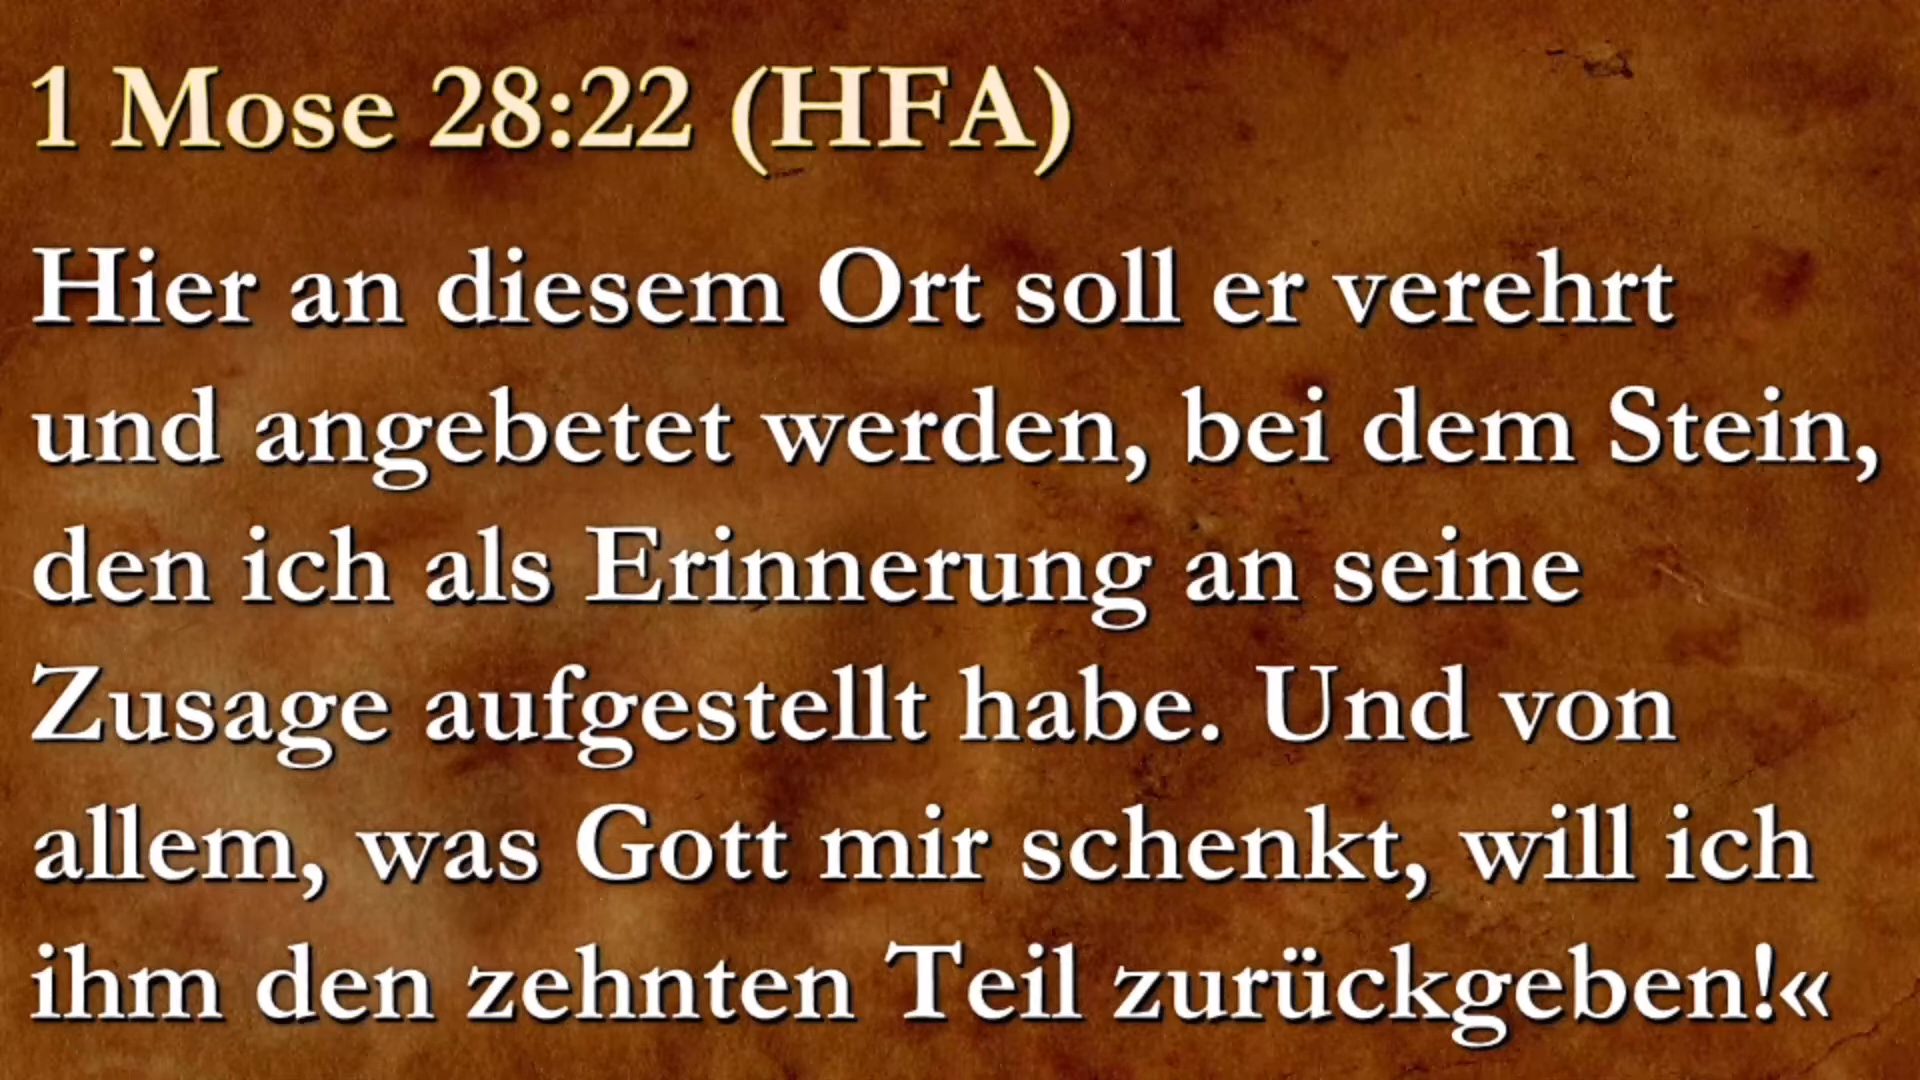 1 Mose 28:22 (HFA)
Hier an diesem Ort soll er verehrt
und angebetet werden, bei dem Stein,
den ich als Erinnerung an seine
Zusage aufgestellt habe. Und von
allem, was Gott mir schenkt, will ich
ihm den zehnten Teil zurückgeben!«